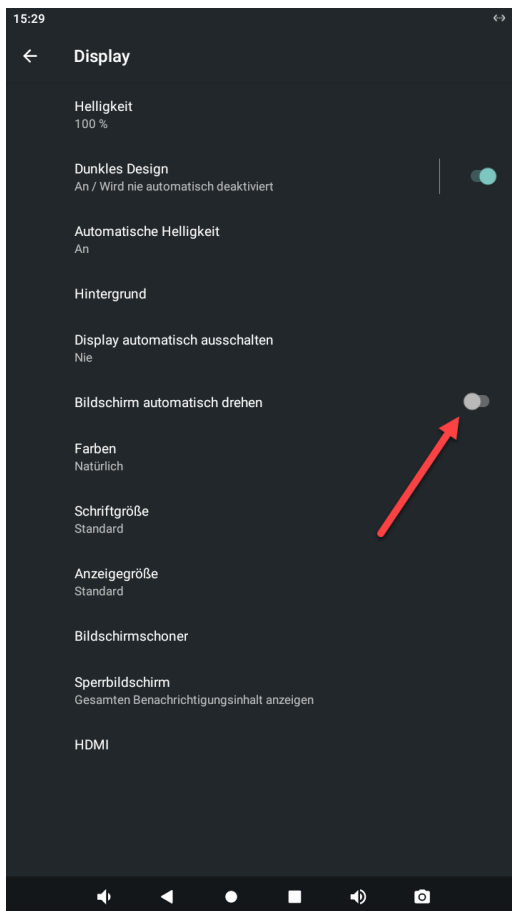 15:29
Display
Helligkeit
100 %
Dunkles Design
An / Wird nie automatisch deaktiviert
Automatische Helligkeit
An
Hintergrund
Display automatisch ausschalten
Nie
Bildschirm automatisch drehen
Farben
Natürlich
Schriftgröße
Standard
Anzeigegröße
Standard
Bildschirmschoner
Sperrbildschirm
Gesamten Benachrichtigungsinhalt anzeigen
HDMI